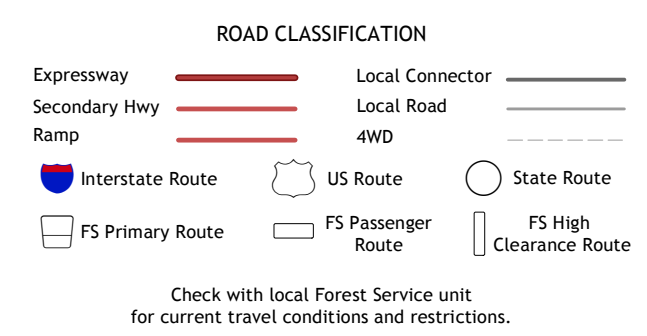 ROAD CLASSIFICATION
Expressway
Local Connector
Secondary Hwy
Local Road
Ramp
4WD
Interstate Route
US Route
State Route
FS Primary Route
FS Passenger
Route
FS High
Clearance Route
Check with local Forest Service unit
for current travel conditions and restrictions.